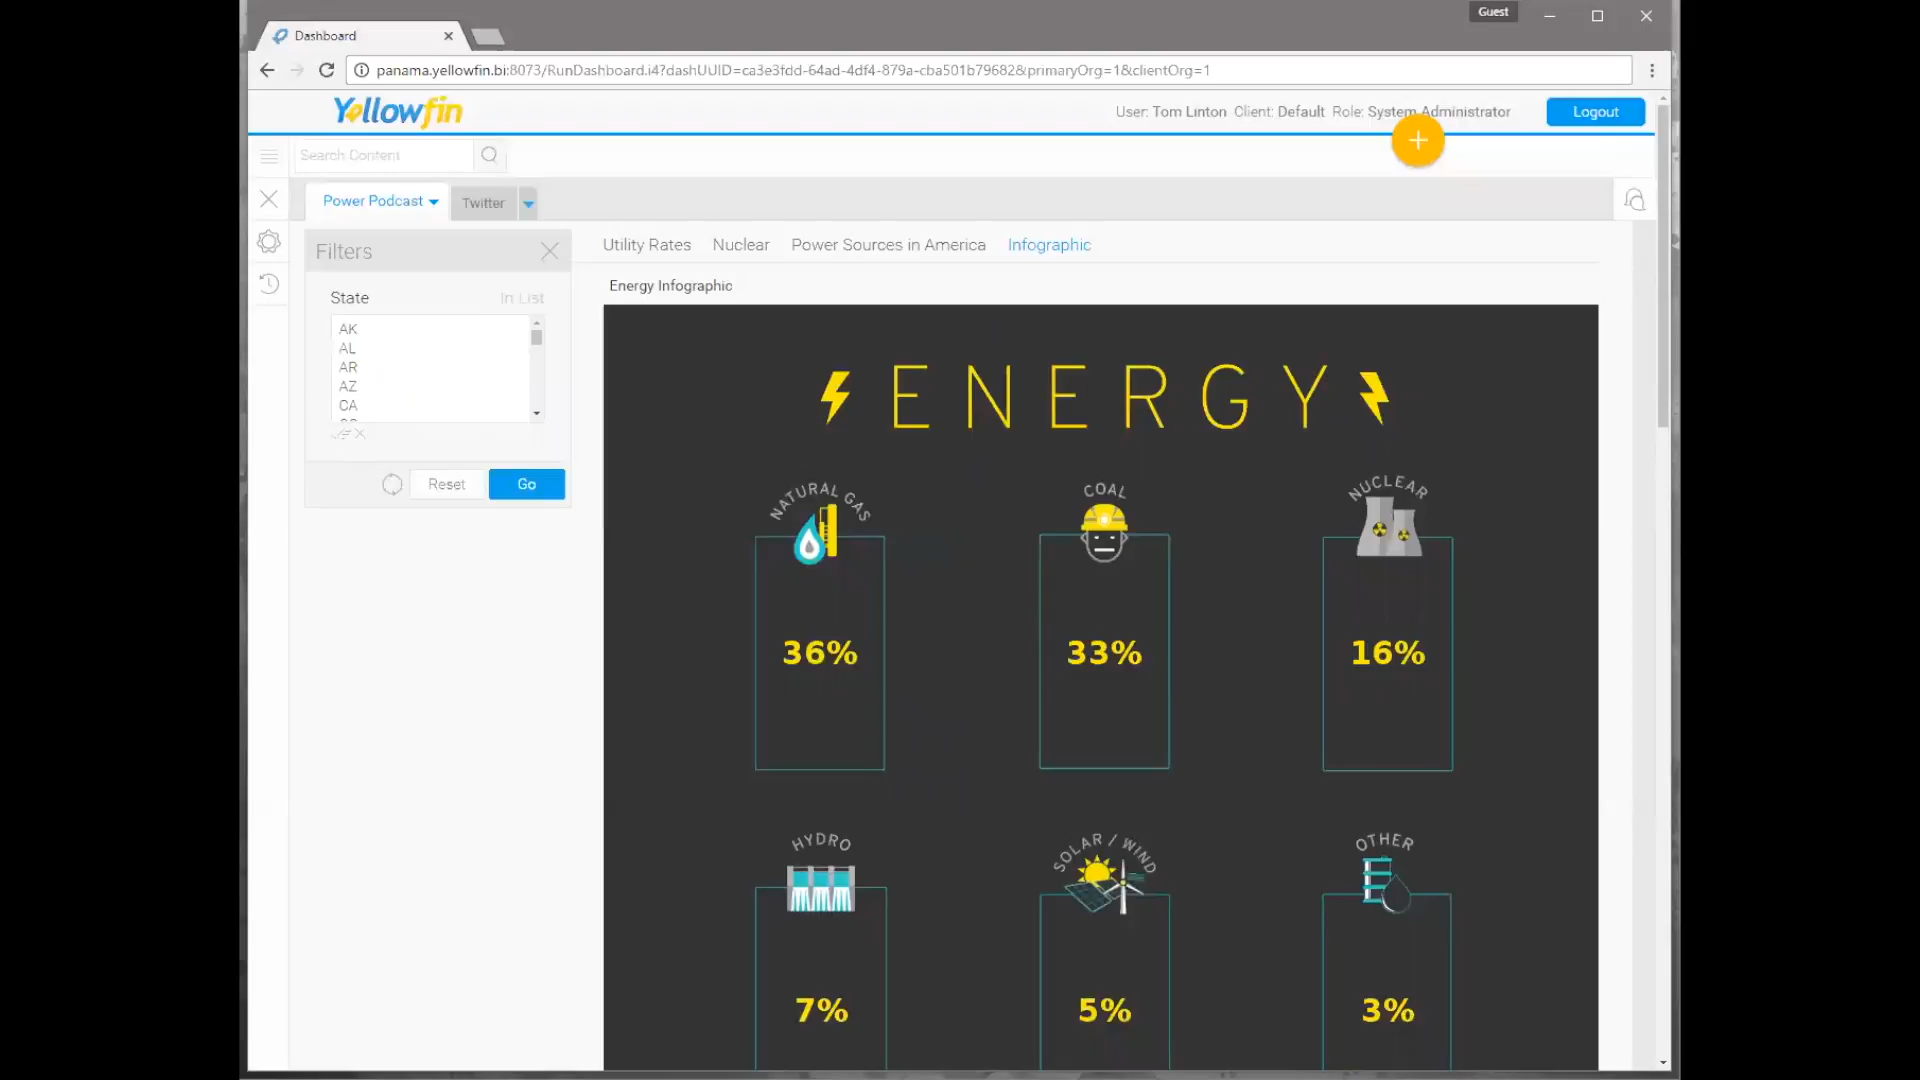 Guest
Dashboard
panama.yellowfin.bi:8073/RunDashboard.i4?dashUUID=ca3e3fdd-64ad-4df4-879a-cba501b79682&primaryOrg=1&clientOrg=1
Yellowfin
User: Tom Linton Client: Default Role: System Administrator
Logout
Search Content
Power Podcast
Twitter
Filters
Utility Rates Nuclear Power Sources in America Infographic
Energy Infographic
State In List
AK
AL
AR
AZ
CA
Reset Go
ENERGY
NATURAL GAS
COAL
NUCLEAR
36% 33% 16%
HYDRO
SOLAR / WIND
OTHER
7% 5% 3%